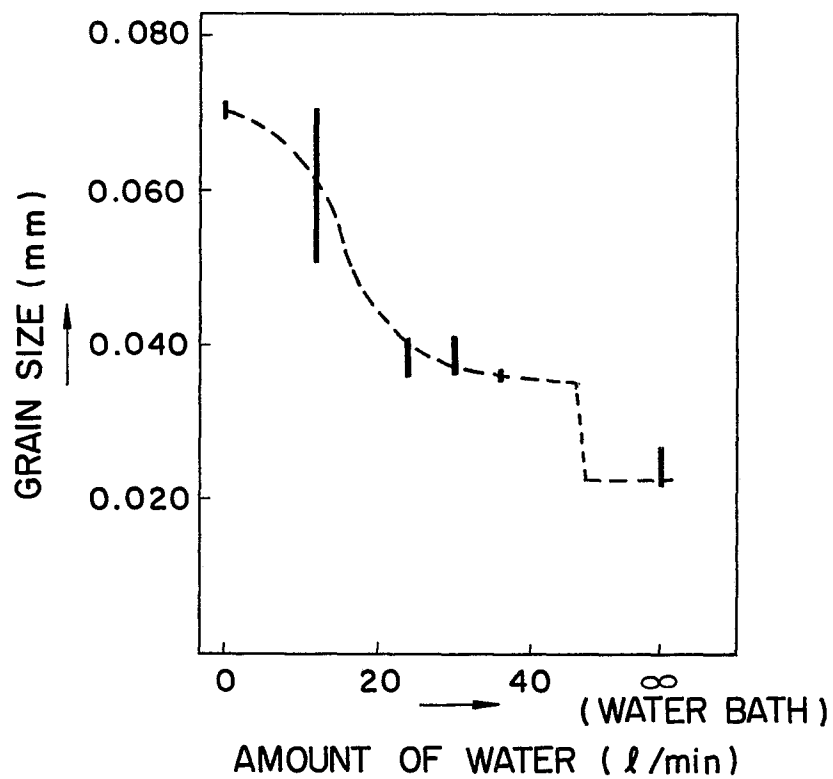 0.080
0.060
0.040
0.020
GRAIN SIZE (mm)
0 20 40 ∞
(WATER BATH)
AMOUNT OF WATER (ℓ/min)